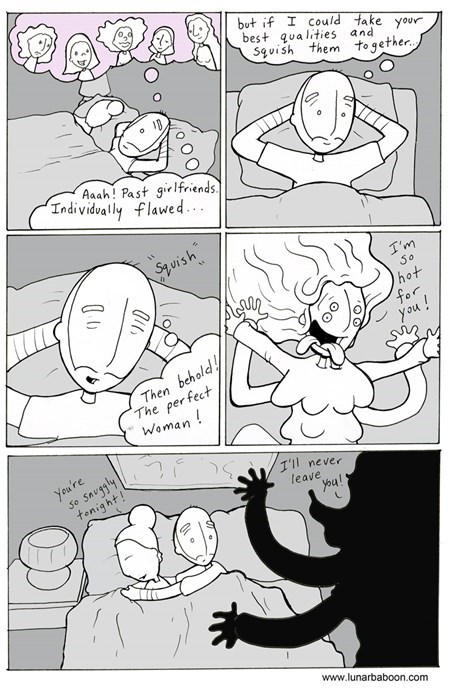 Aaah! Past girlfriends.
Individually flawed...
but if I could take your
best qualities and
squish them together...
"Squish"
Then behold!
The perfect
woman!
I'm
so
hot
for
you!
You're
so snuggly
tonight!
I'll never
leave
you!
www.lunarbaboon.com